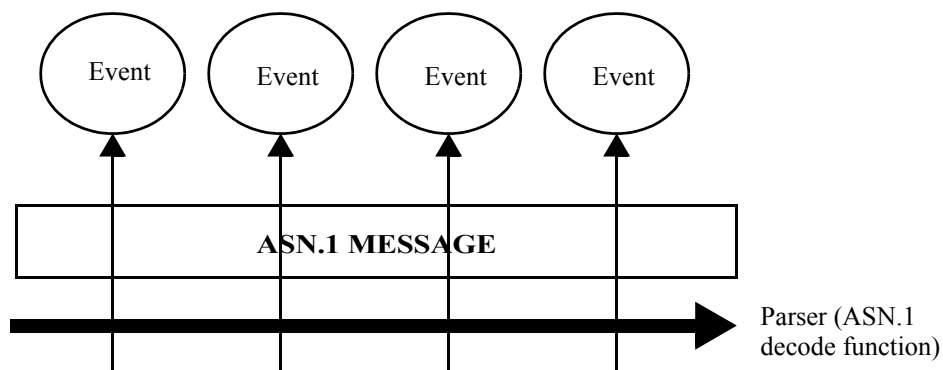 Event Event Event Event
ASN.1 MESSAGE
Parser (ASN.1
decode function)